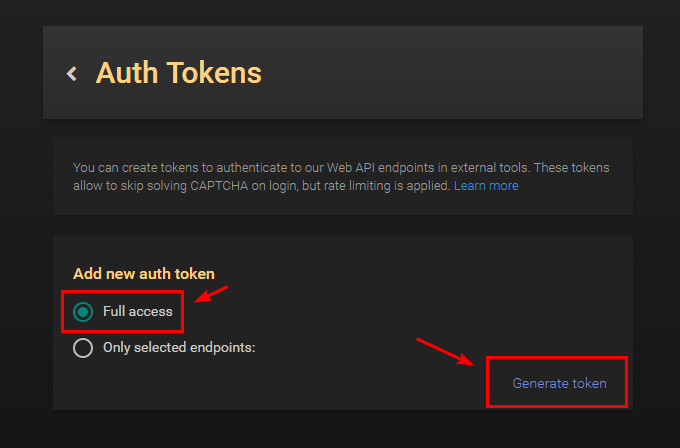 Auth Tokens
You can create tokens to authenticate to our Web API endpoints in external tools. These tokens
allow to skip solving CAPTCHA on login, but rate limiting is applied. Learn more
Add new auth token
Full access
Only selected endpoints:
Generate token